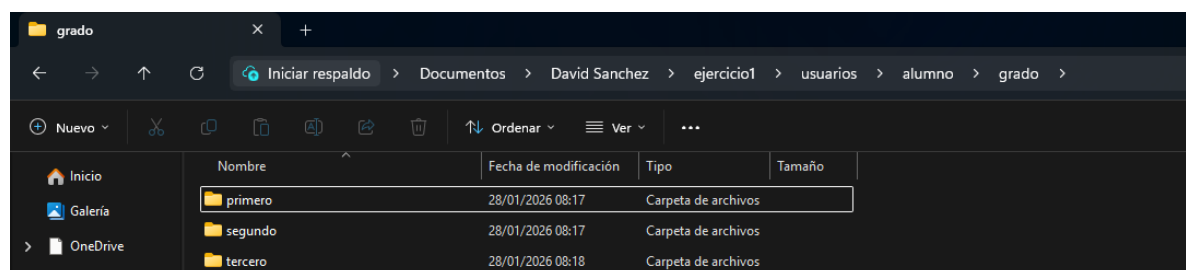 grado
Iniciar respaldo > Documentos > David Sanchez > ejercicio1 > usuarios > alumno > grado >
Nuevo Ordenar Ver ...
Inicio
Galería
OneDrive
Nombre Fecha de modificación Tipo Tamaño
primero 28/01/2026 08:17 Carpeta de archivos
segundo 28/01/2026 08:17 Carpeta de archivos
tercero 28/01/2026 08:18 Carpeta de archivos